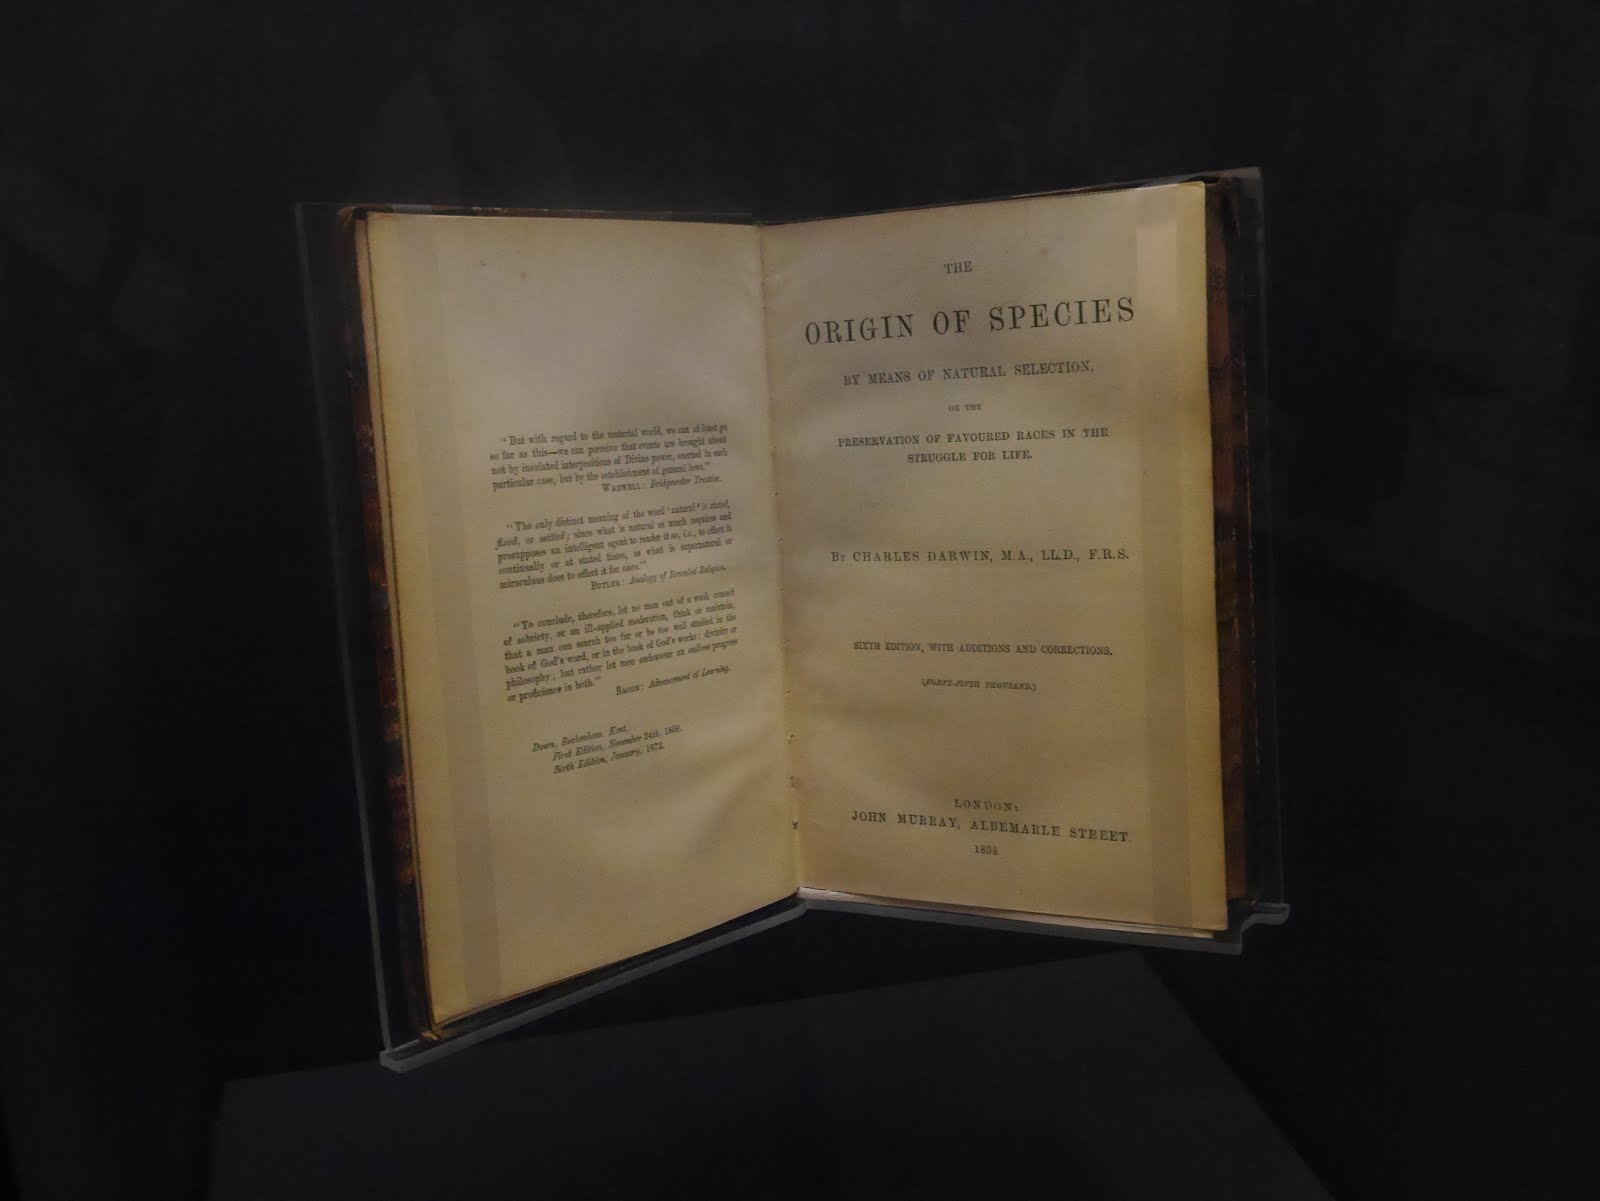 "But with regard to the material world, we can at least go
so far as this—we can perceive that events are brought about
not by insulated interpositions of Divine power, exerted in each
particular case, but by the establishment of general laws."
WHEWELL: Bridgewater Treatise.
"The only distinct meaning of the word 'natural' is stated,
fixed, or settled; since what is natural as much requires and
presupposes an intelligent agent to render it so, i.e., to effect it
continually or at stated times, as what is supernatural or
miraculous does to effect it for once."
BUTLER: Analogy of Revealed Religion.
"To conclude, therefore, let no man out of a weak conceit
of sobriety, or an ill-applied moderation, think or maintain,
that a man can search too far or be too well studied in the
book of God's word, or in the book of God's works; divinity or
philosophy; but rather let men endeavour an endless progress
or proficience in both."
BACON: Advancement of Learning.
Down, Beckenham, Kent,
First Edition, November 24th, 1859.
Sixth Edition, January, 1872.
THE
ORIGIN OF SPECIES
BY MEANS OF NATURAL SELECTION,
OR THE
PRESERVATION OF FAVOURED RACES IN THE
STRUGGLE FOR LIFE.
BY CHARLES DARWIN, M.A., LL.D., F.R.S.
SIXTH EDITION, WITH ADDITIONS AND CORRECTIONS.
(FORTY-FIFTH THOUSAND.)
LONDON:
JOHN MURRAY, ALBEMARLE STREET.
1894